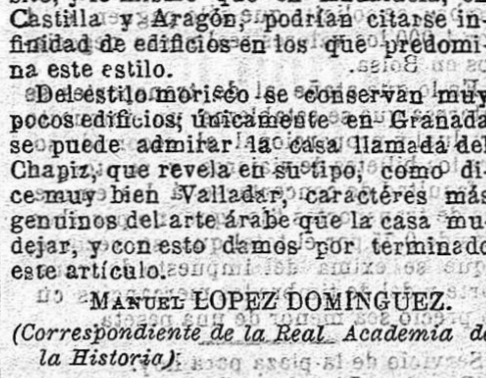 Castilla y Aragón, podrían citarse in-
finidad de edificios en los que predomi-
na este estilo.
Del estilo morisco se conservan muy
pocos edificios; únicamente en Granada
se puede admirar la casa llamada del
Chapiz, que revela en su tipo, como di-
ce muy bien Valladar, caractéres más
genuinos del arte árabe que la casa mu-
dejar, y con esto damos por terminado
este artículo.
MANUEL LOPEZ DOMÍNGUEZ.
(Correspondiente de la Real Academia de
la Historia).